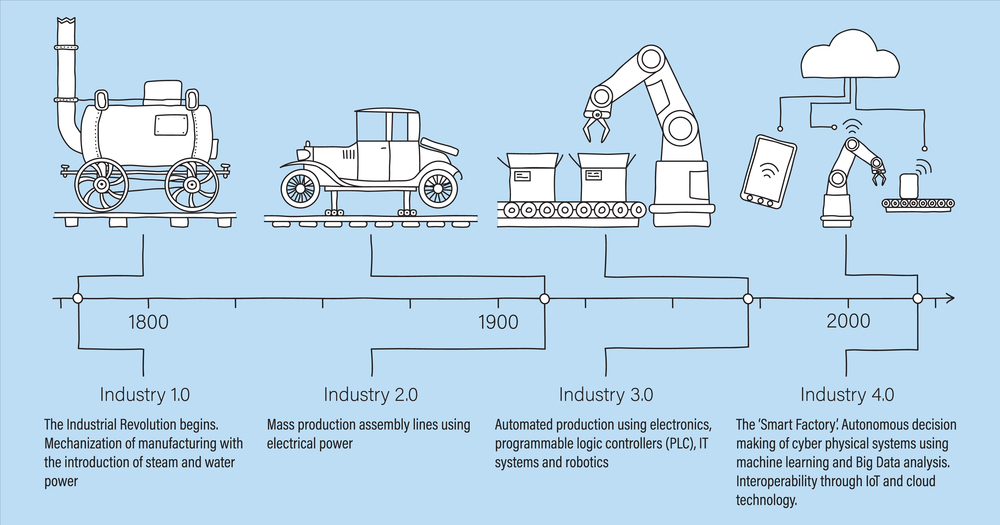 1800
1900
2000
Industry 1.0
The Industrial Revolution begins.
Mechanization of manufacturing with
the introduction of steam and water
power
Industry 2.0
Mass production assembly lines using
electrical power
Industry 3.0
Automated production using electronics,
programmable logic controllers (PLC), IT
systems and robotics
Industry 4.0
The ‘Smart Factory’. Autonomous decision
making of cyber physical systems using
machine learning and Big Data analysis.
Interoperability through IoT and cloud
technology.